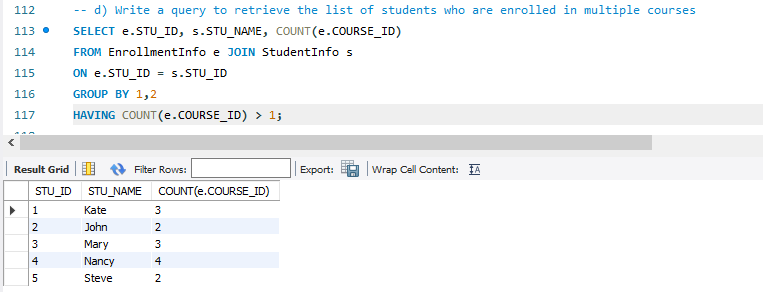 112 -- d) Write a query to retrieve the list of students who are enrolled in multiple courses
113 SELECT e.STU_ID, s.STU_NAME, COUNT(e.COURSE_ID)
114 FROM EnrollmentInfo e JOIN StudentInfo s
115 ON e.STU_ID = s.STU_ID
116 GROUP BY 1,2
117 HAVING COUNT(e.COURSE_ID) > 1;
Result Grid Filter Rows: Export: Wrap Cell Content: IA
STU_ID STU_NAME COUNT(e.COURSE_ID)
1 Kate 3
2 John 2
3 Mary 3
4 Nancy 4
5 Steve 2